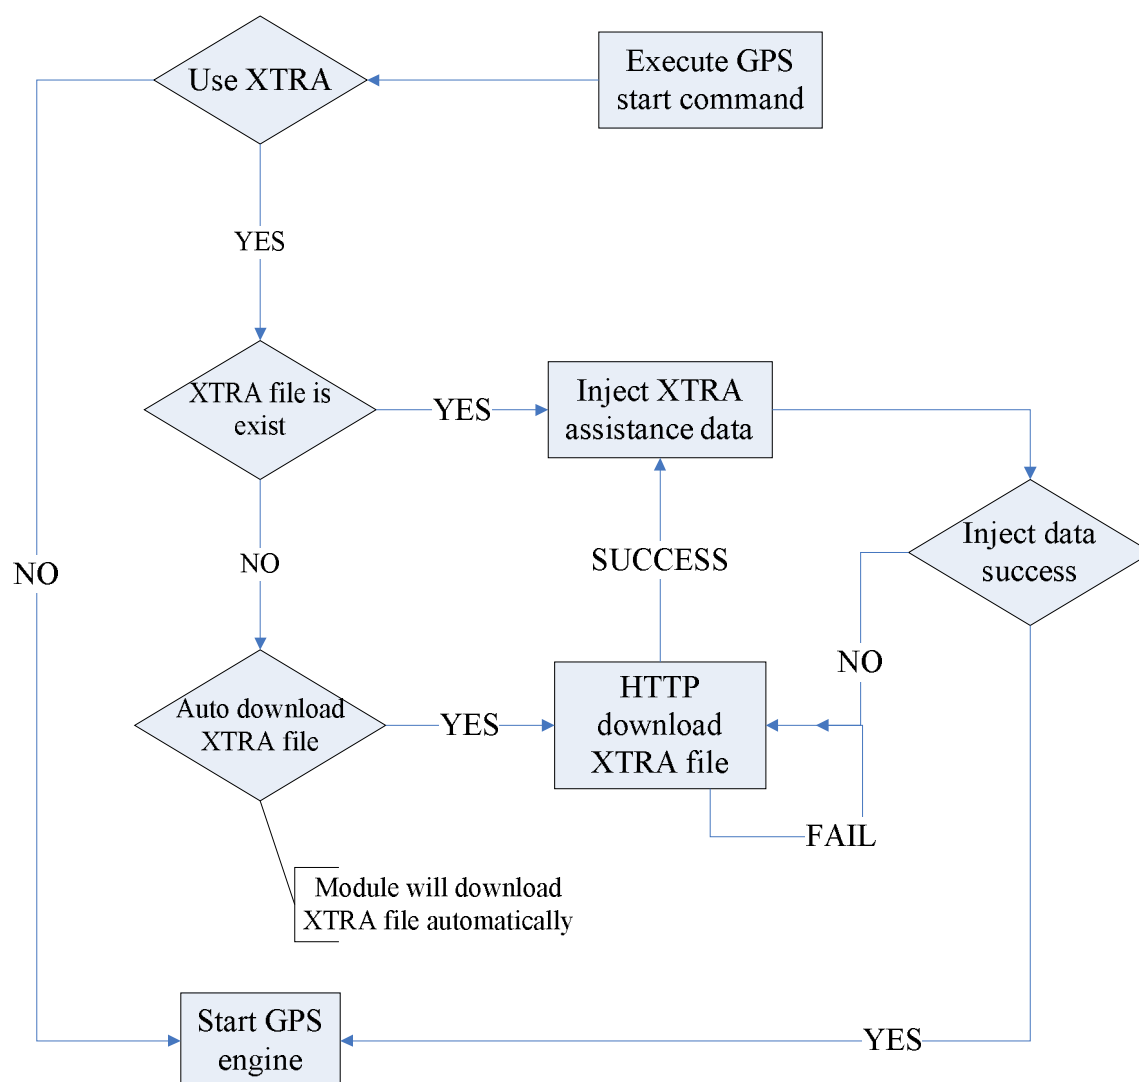 Use XTRA
Execute GPS
start command
YES
XTRA file is
exist
YES
Inject XTRA
assistance data
Inject data
success
NO
NO
SUCCESS
NO
Auto download
XTRA file
YES
HTTP
download
XTRA file
FAIL
Module will download
XTRA file automatically
Start GPS
engine
YES